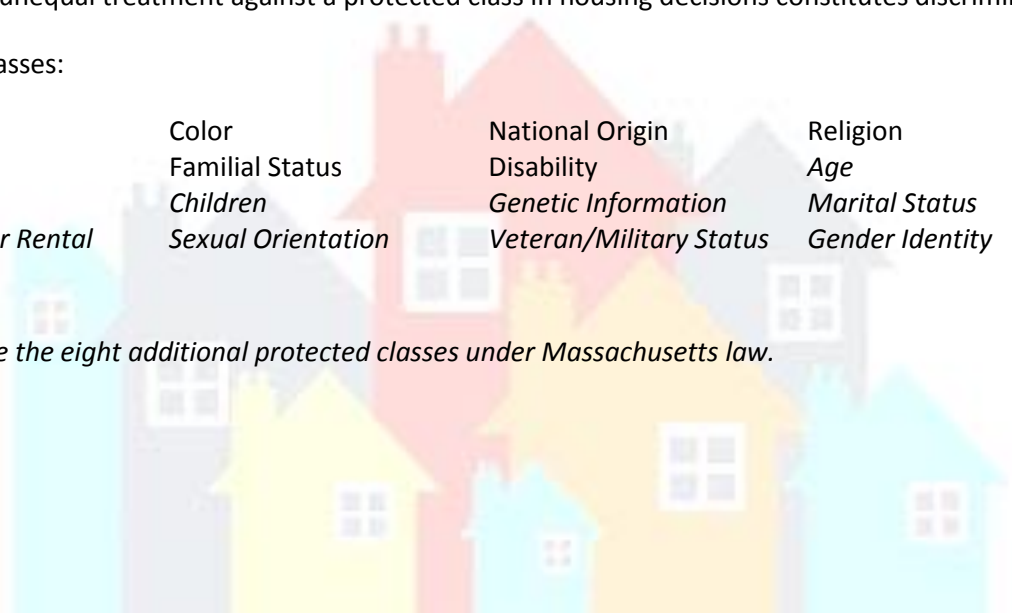 unequal treatment against a protected class in housing decisions constitutes discrimi
asses:
Color National Origin Religion
Familial Status Disability Age
Children Genetic Information Marital Status
r Rental Sexual Orientation Veteran/Military Status Gender Identity
e the eight additional protected classes under Massachusetts law.